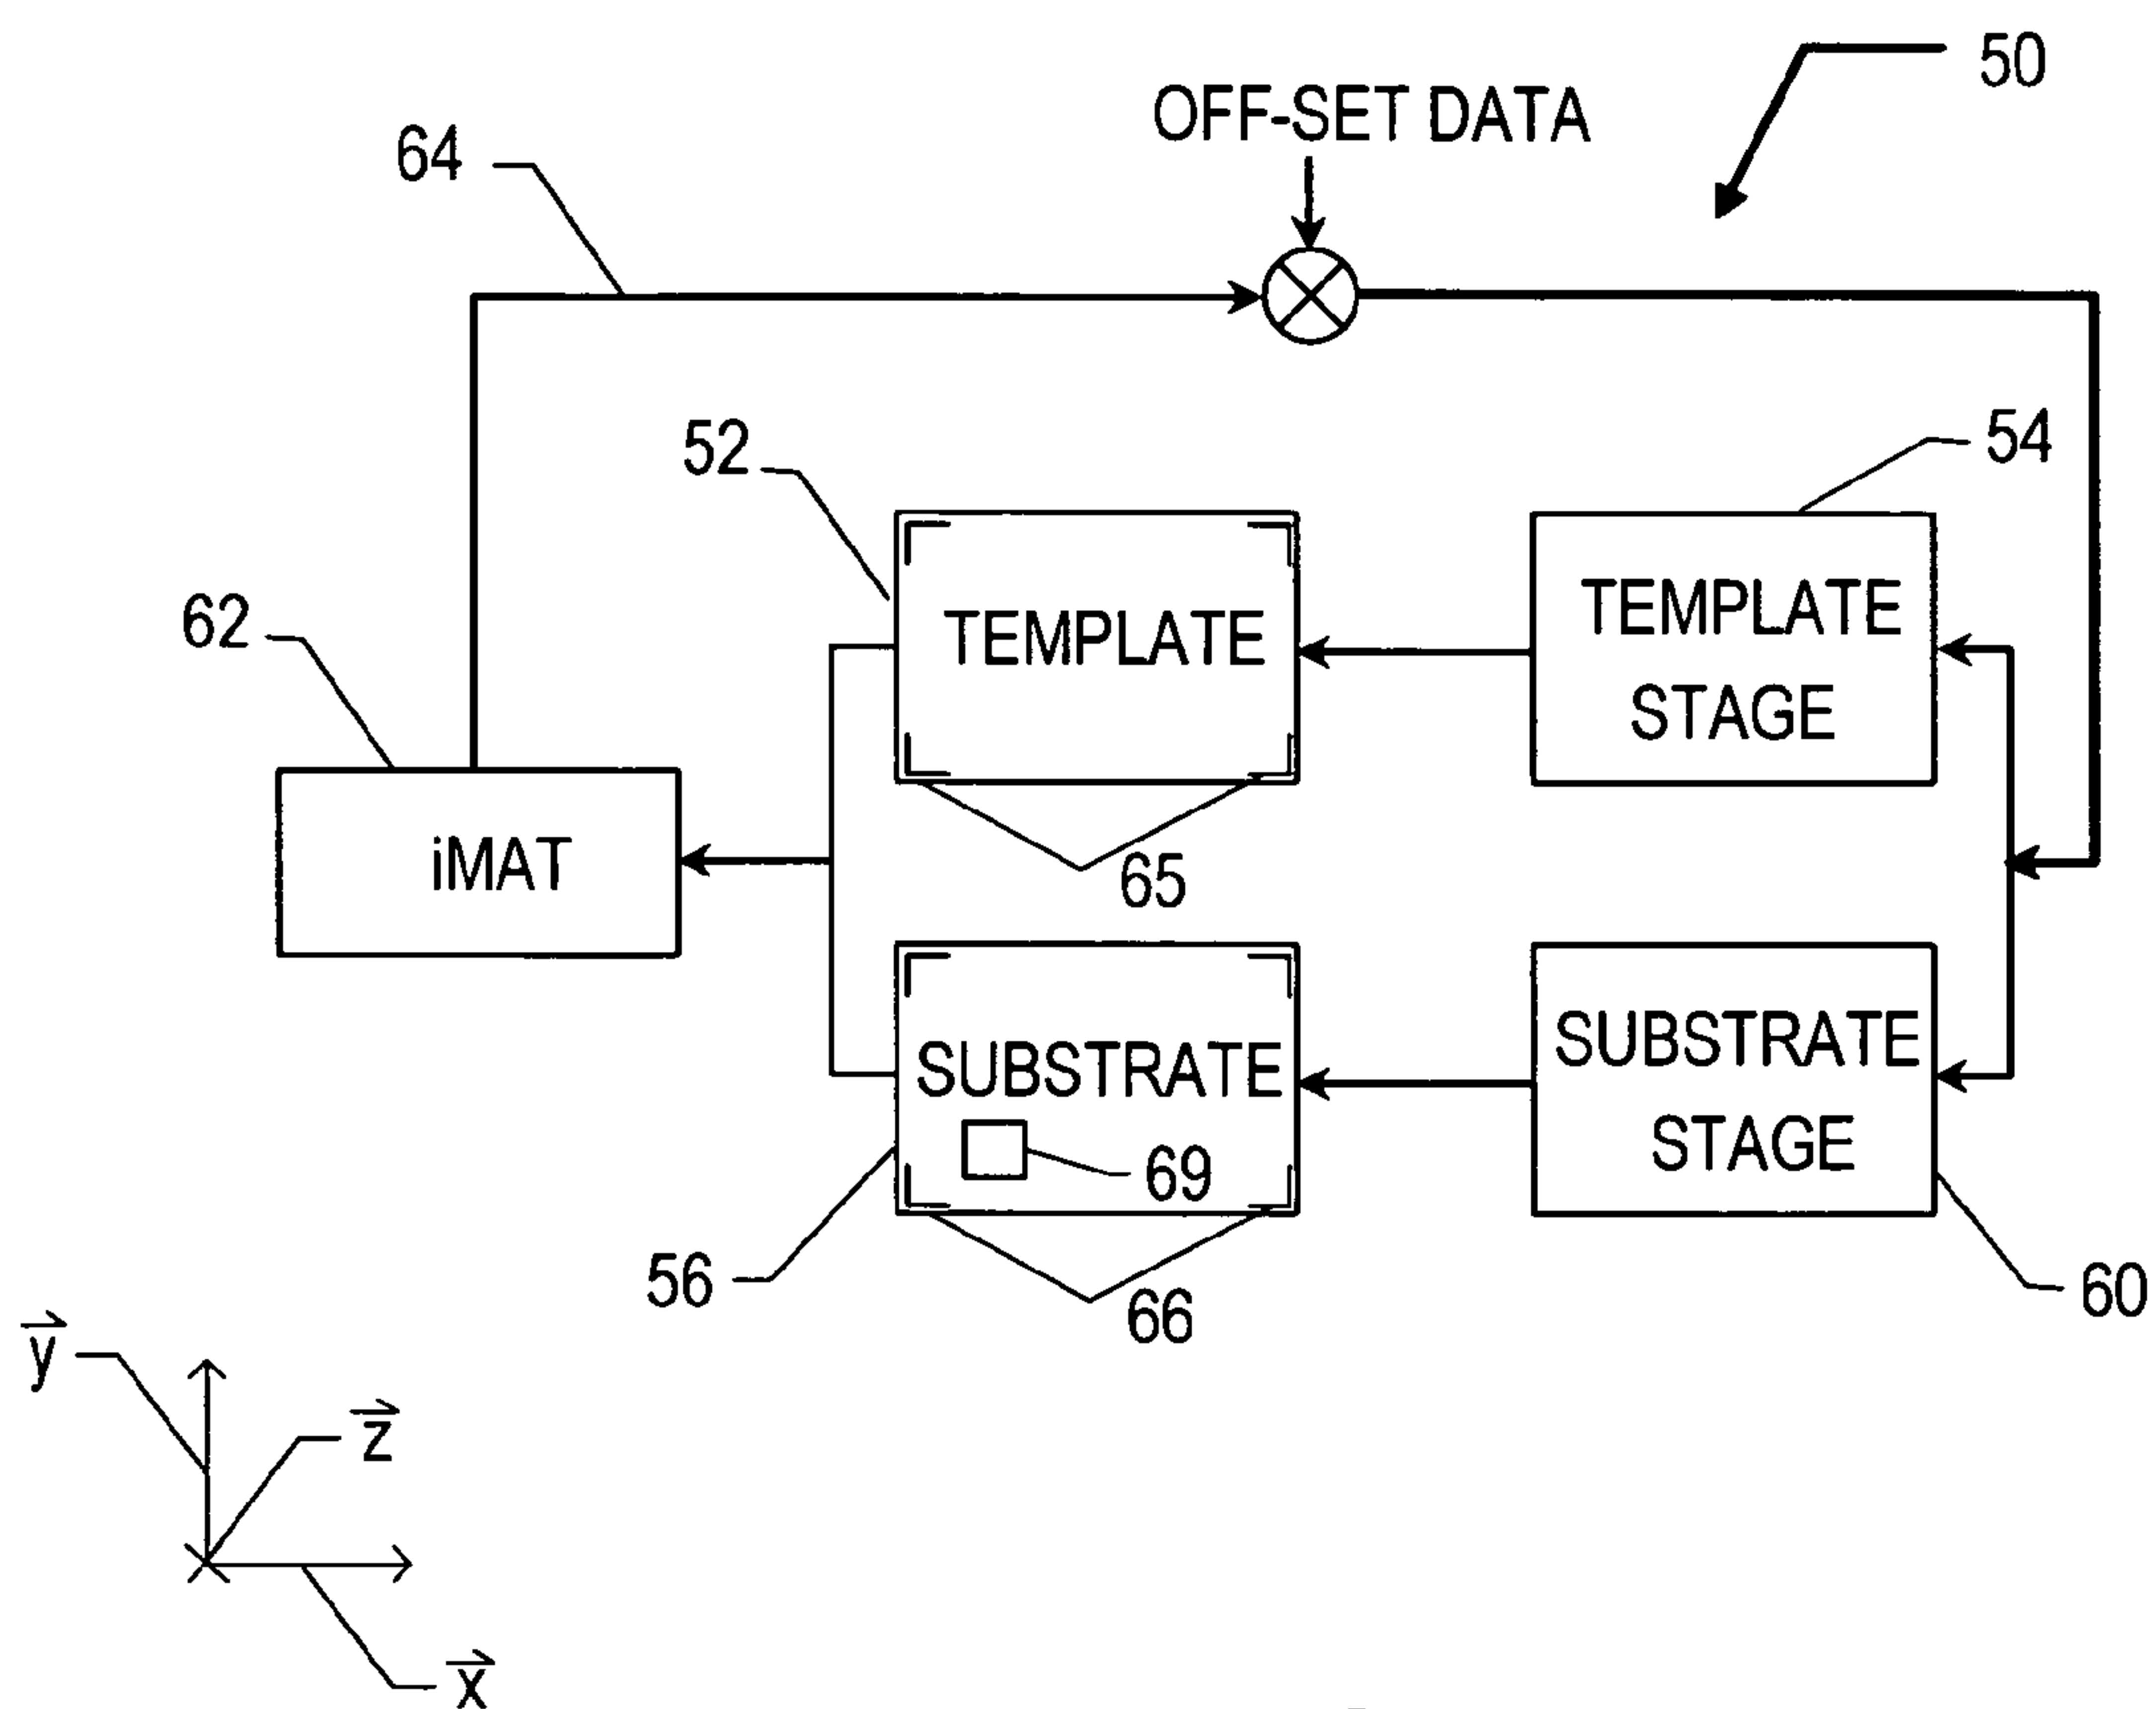 50
OFF-SET DATA
64
52
54
TEMPLATE
TEMPLATE
STAGE
62
iMAT
65
SUBSTRATE
69
SUBSTRATE
STAGE
56
66
60
y
z
x